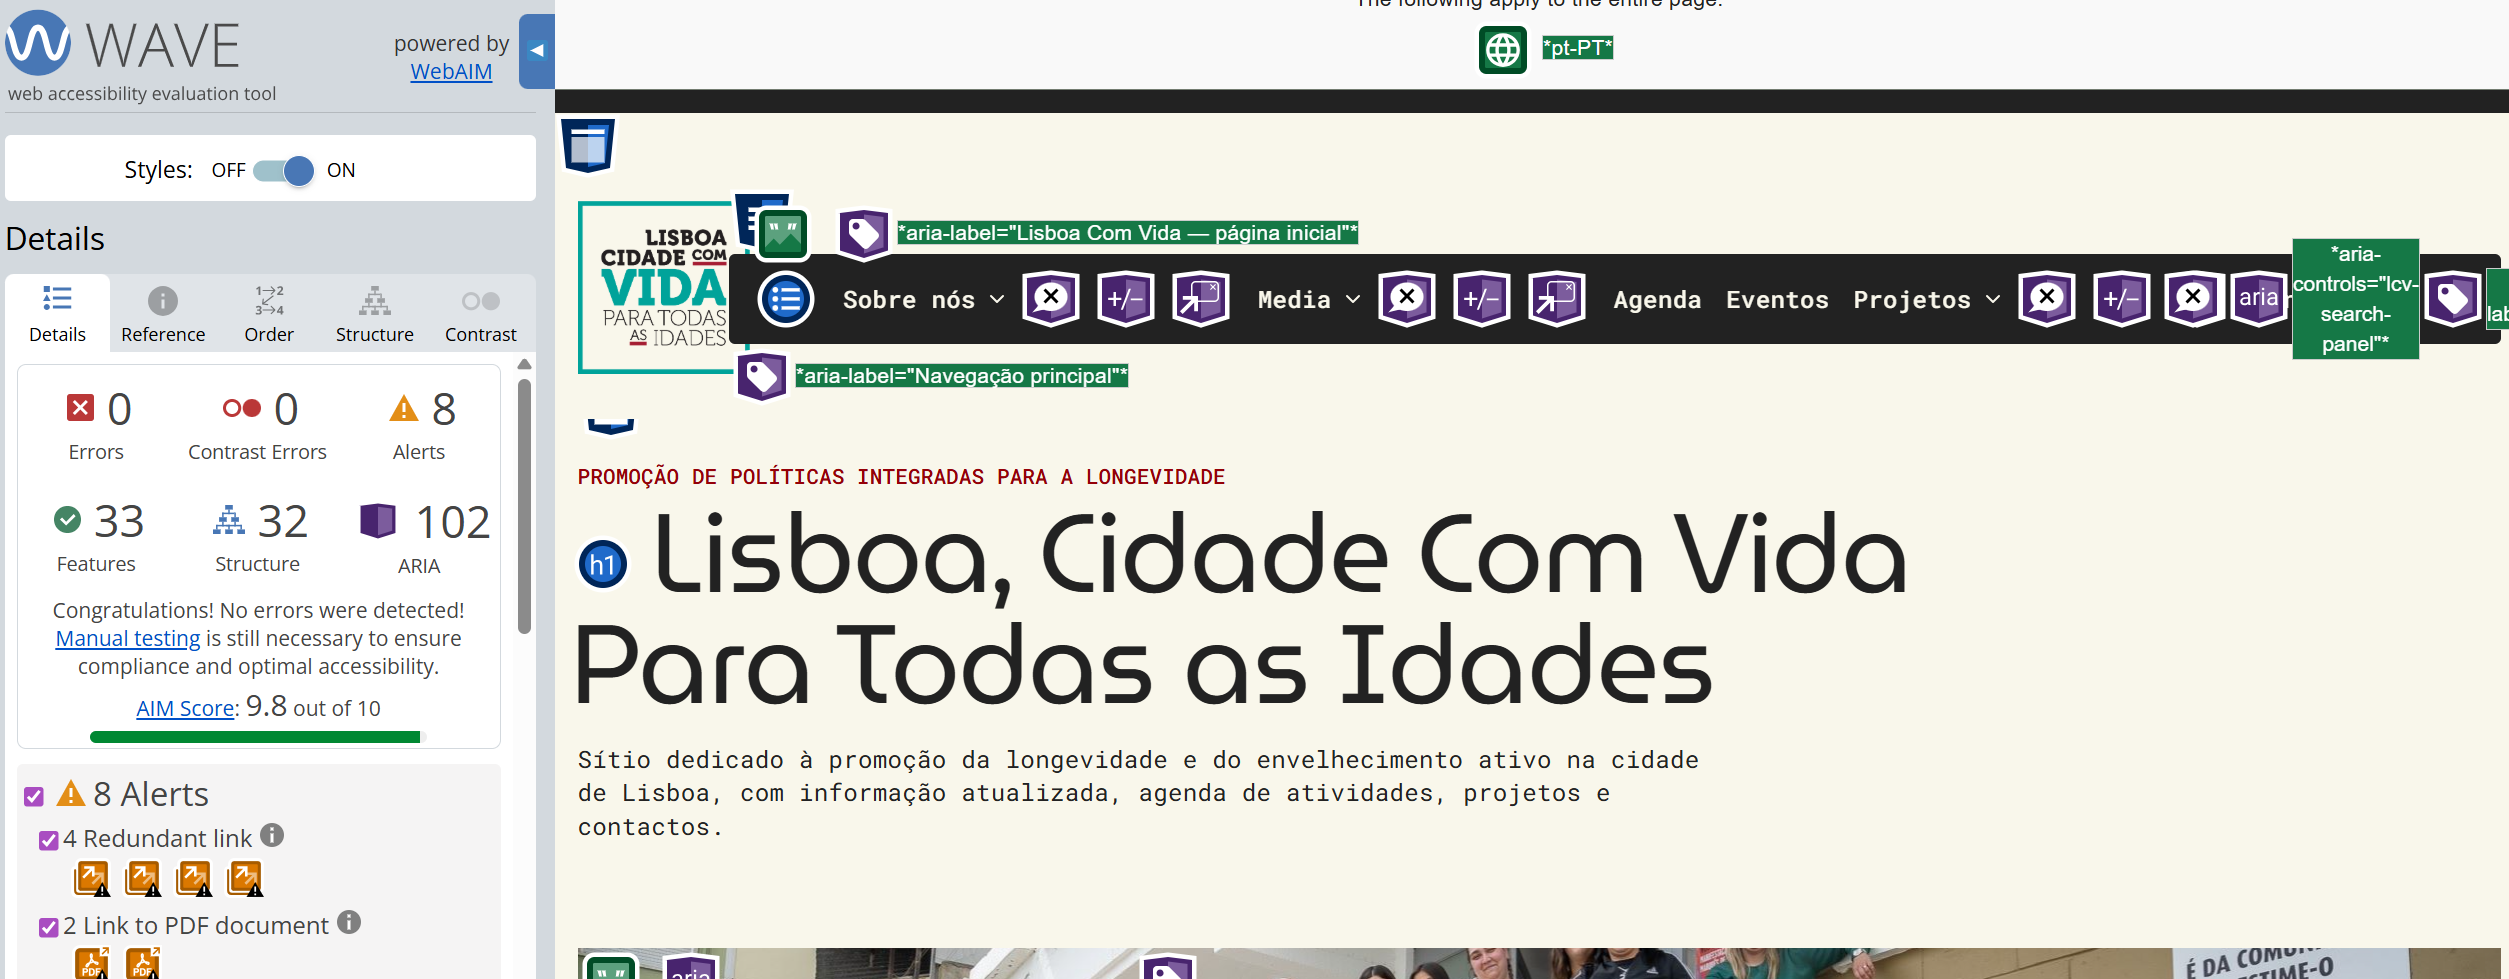 WAVE
powered by
WebAIM
web accessibility evaluation tool
Styles: OFF ON
Details
Details
Reference
Order
Structure
Contrast
0
Errors
0
Contrast Errors
8
Alerts
33
Features
32
Structure
102
ARIA
Congratulations! No errors were detected!
Manual testing is still necessary to ensure
compliance and optimal accessibility.
AIM Score: 9.8 out of 10
8 Alerts
4 Redundant link
2 Link to PDF document
PDF PDF
The following apply to the entire page:
*pt-PT*
LISBOA
CIDADE COM
VIDA
PARA TODAS
AS IDADES
*aria-label="Lisboa Com Vida — página inicial"*
Sobre nós
+/-
Media
+/-
Agenda
Eventos
Projetos
+/-
aria
*aria-
controls="lcv-
search-
panel"*
*aria-label="Navegação principal"*
PROMOÇÃO DE POLÍTICAS INTEGRADAS PARA A LONGEVIDADE
h1 Lisboa, Cidade Com Vida
Para Todas as Idades
Sítio dedicado à promoção da longevidade e do envelhecimento ativo na cidade
de Lisboa, com informação atualizada, agenda de atividades, projetos e
contactos.
aria
É DA